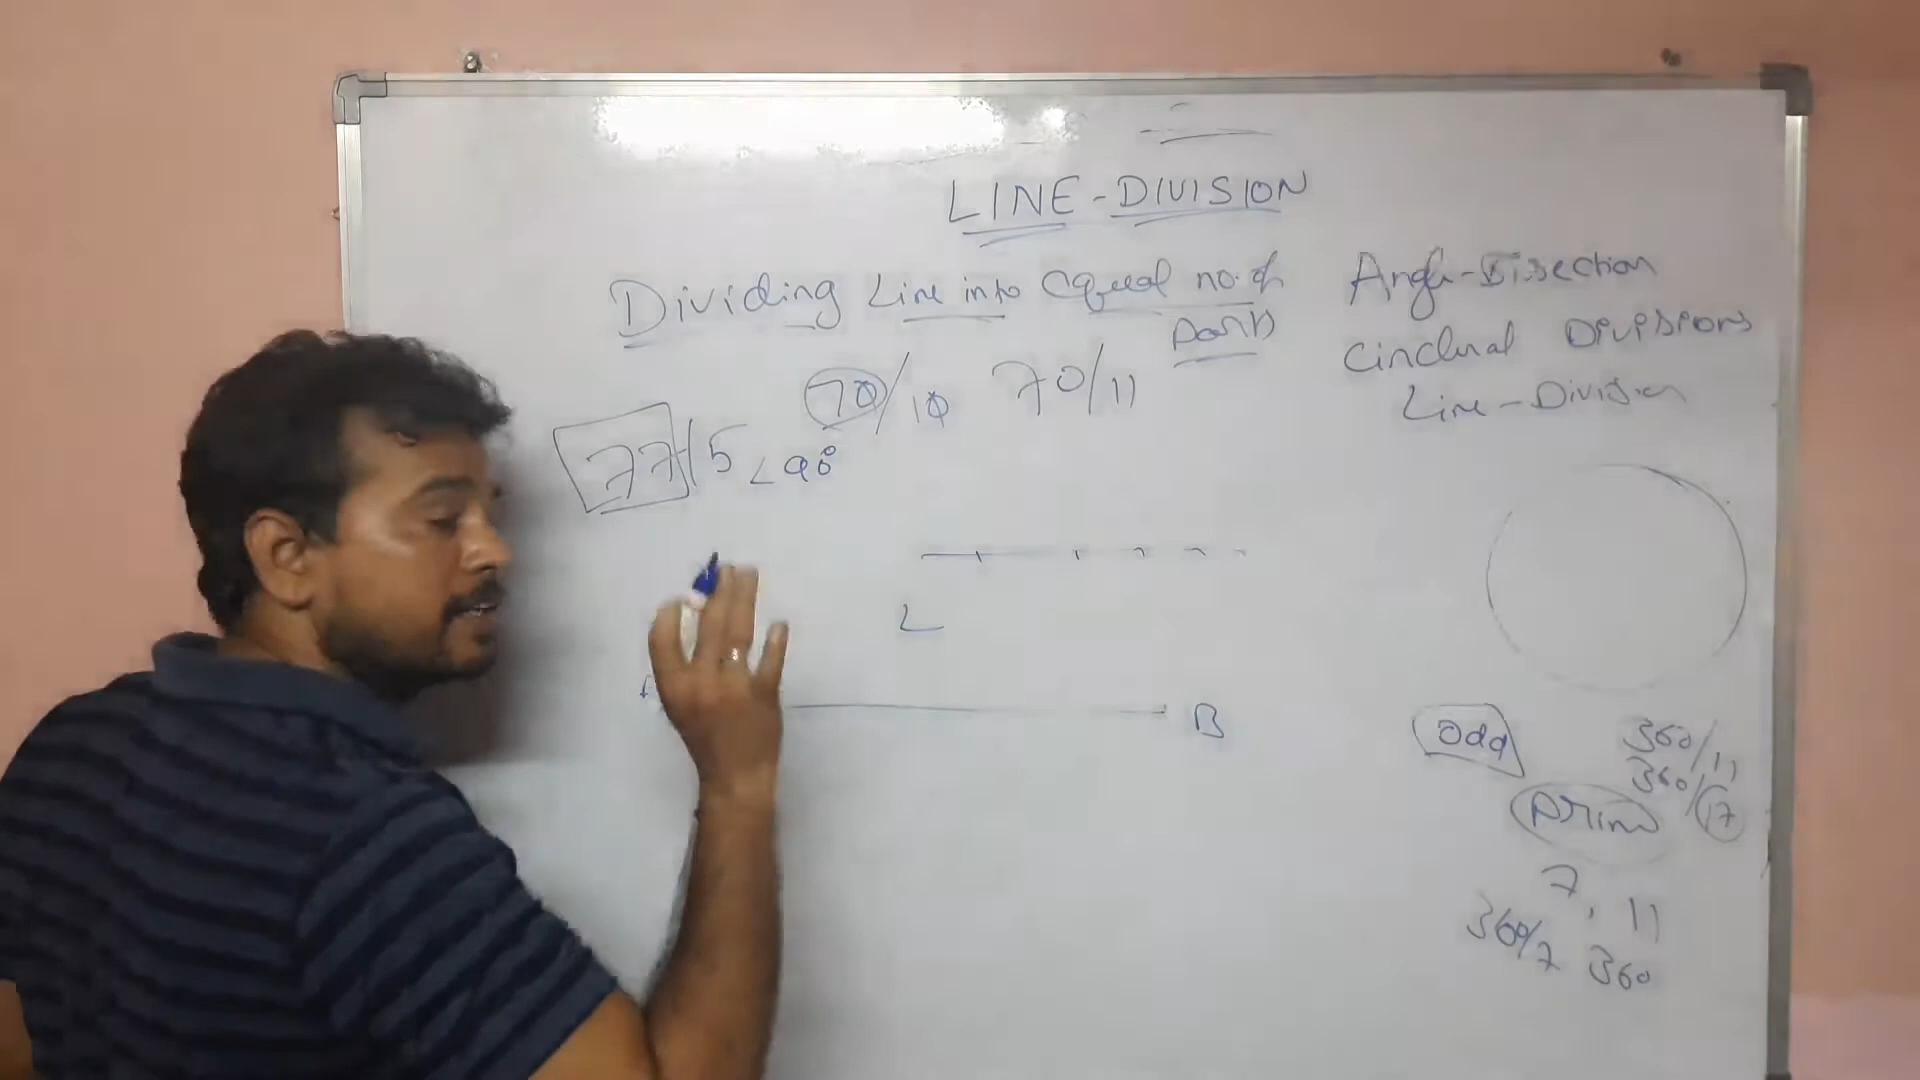 LINE-DIVISION
Dividing Line into equal no. of
parts
70/10 70/11
77/5 <90°
L
B
Angle-Bisection
Circular Divisions
Line-Division
Odd
360/11
360/17
Prime
7, 11
360/7 360